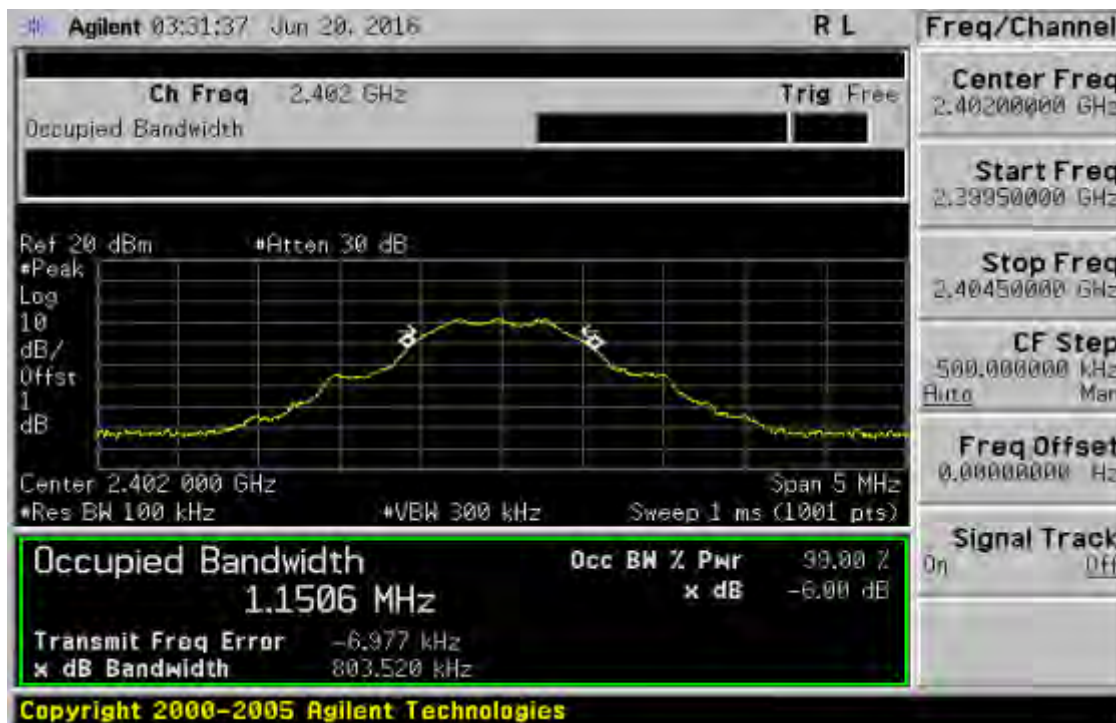 Agilent 03:31:37 Jun 20, 2016 R L
Freq/Channel
Ch Freq 2.402 GHz Trig Free
Occupied Bandwidth
Center Freq
2.40200000 GHz
Start Freq
2.39950000 GHz
Stop Freq
2.40450000 GHz
CF Step
500.000000 kHz
Auto Man
Freq Offset
0.00000000 Hz
Signal Track
On Off
Ref 20 dBm #Atten 30 dB
#Peak
Log
10
dB/
Offst
1
dB
Center 2.402 000 GHz Span 5 MHz
#Res BW 100 kHz #VBW 300 kHz Sweep 1 ms (1001 pts)
Occupied Bandwidth
1.1506 MHz
Occ BW % Pwr 99.00 %
x dB -6.00 dB
Transmit Freq Error -6.977 kHz
x dB Bandwidth 803.520 kHz
Copyright 2000-2005 Agilent Technologies